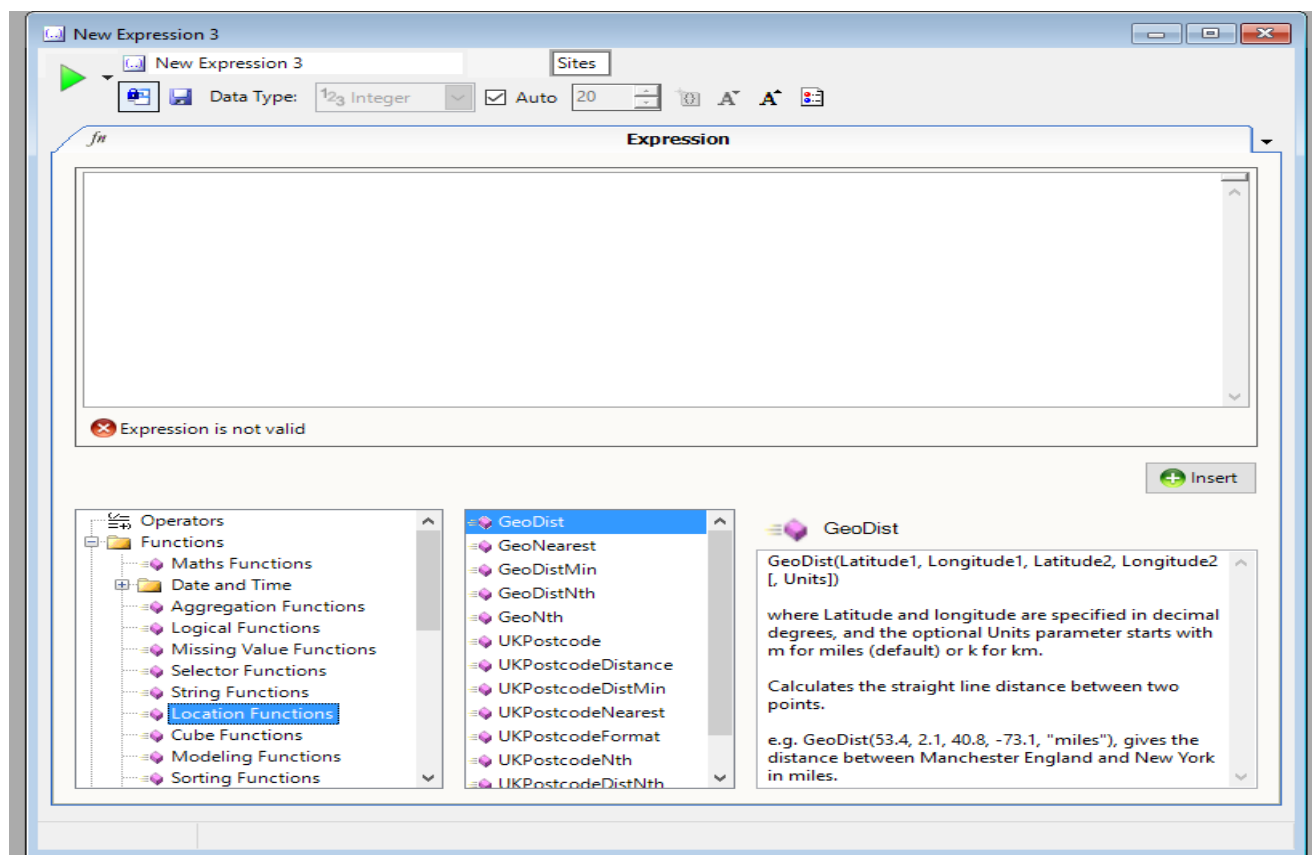 New Expression 3
New Expression 3 Sites
Data Type: 123 Integer Auto 20 A A
fn Expression
Expression is not valid
Insert
Operators
Functions
Maths Functions
Date and Time
Aggregation Functions
Logical Functions
Missing Value Functions
Selector Functions
String Functions
Location Functions
Cube Functions
Modeling Functions
Sorting Functions
GeoDist
GeoNearest
GeoDistMin
GeoDistNth
GeoNth
UKPostcode
UKPostcodeDistance
UKPostcodeDistMin
UKPostcodeNearest
UKPostcodeFormat
UKPostcodeNth
UKPostcodeDistNth
GeoDist
GeoDist(Latitude1, Longitude1, Latitude2, Longitude2
[, Units])
where Latitude and longitude are specified in decimal
degrees, and the optional Units parameter starts with
m for miles (default) or k for km.
Calculates the straight line distance between two
points.
e.g. GeoDist(53.4, 2.1, 40.8, -73.1, "miles"), gives the
distance between Manchester England and New York
in miles.